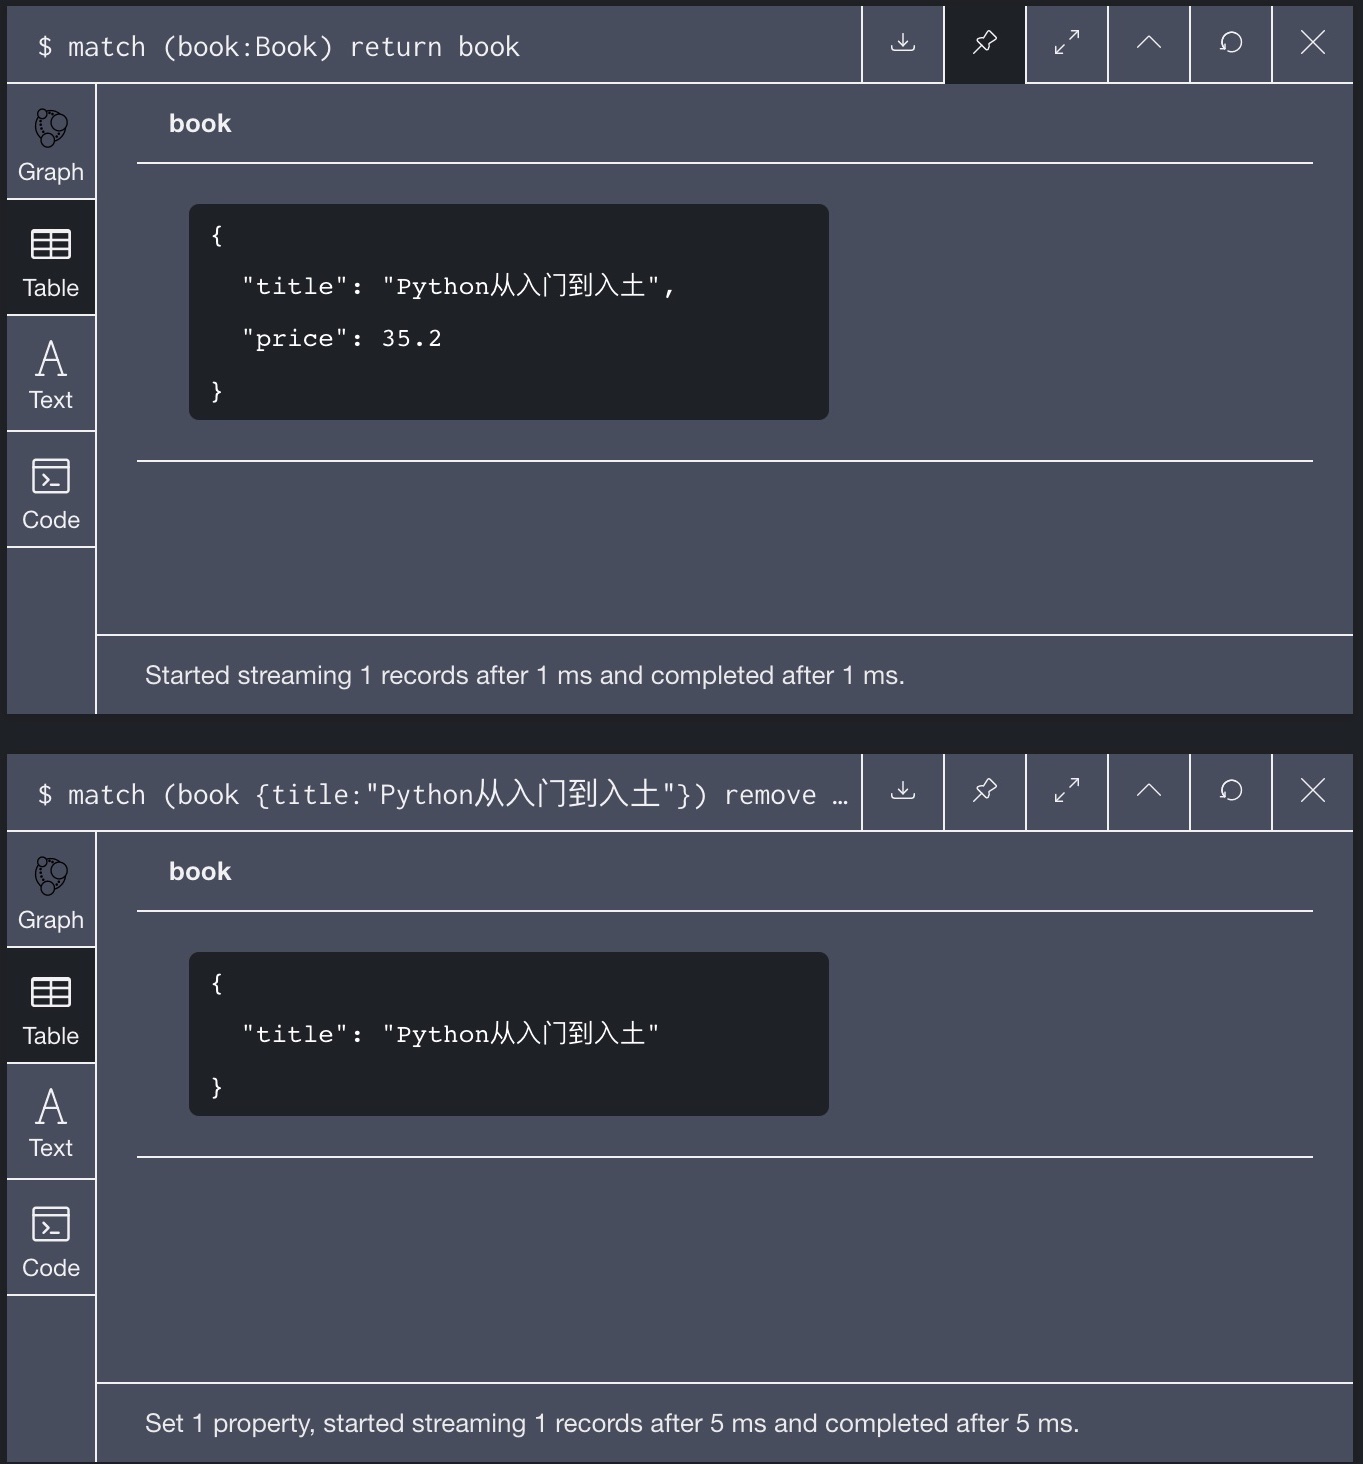 $ match (book:Book) return book
Graph
Table
Text
Code
book
{
"title": "Python从入门到入土",
"price": 35.2
}
Started streaming 1 records after 1 ms and completed after 1 ms.
$ match (book {title:"Python从入门到入土"}) remove …
Graph
Table
Text
Code
book
{
"title": "Python从入门到入土"
}
Set 1 property, started streaming 1 records after 5 ms and completed after 5 ms.